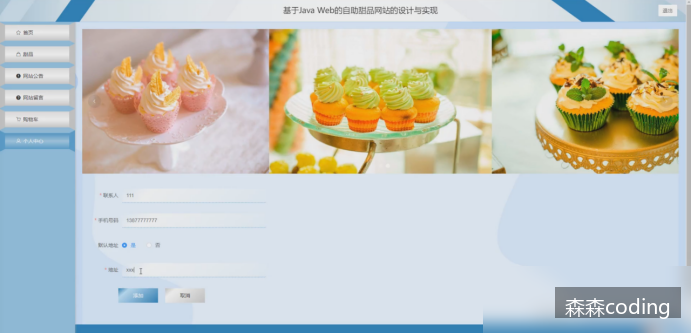 基于Java Web的自助甜品网站的设计与实现
退出
首页
甜品
网站公告
网站留言
购物车
个人中心
* 联系人 111
* 手机号码
默认地址 是 否
* 地址
添加 取消
森森coding